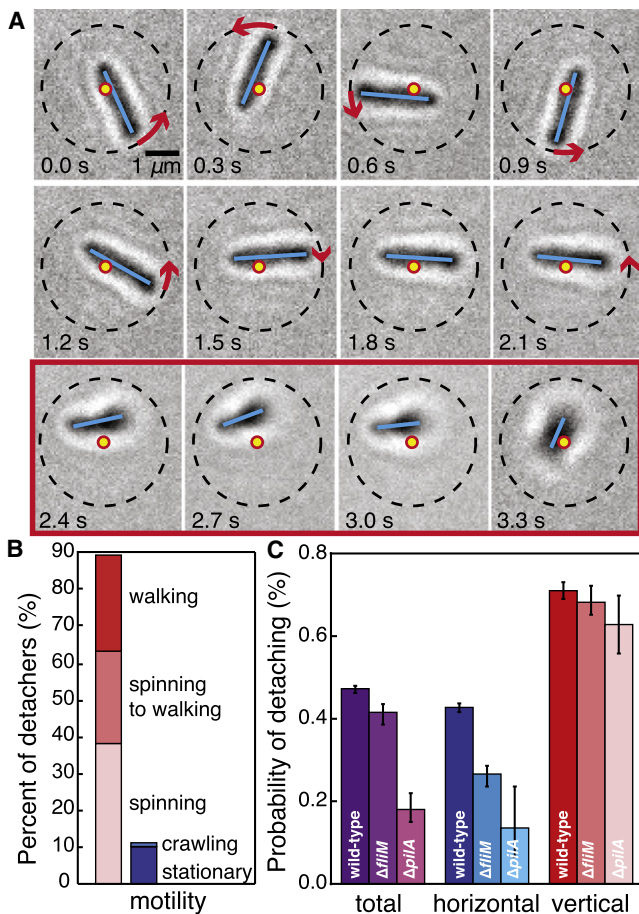 A
0.0 s
1 μm
0.3 s
0.6 s
0.9 s
1.2 s
1.5 s
1.8 s
2.1 s
2.4 s
2.7 s
3.0 s
3.3 s
B
Percent of detachers (%)
90
80
70
60
50
40
30
20
10
0
walking
spinning
to walking
spinning
crawling
stationary
motility
C
Probability of detaching (%)
0.8
0.6
0.4
0.2
0.0
wild-type
ΔfliM
ΔpilA
wild-type
ΔfliM
ΔpilA
wild-type
ΔfliM
ΔpilA
total
horizontal
vertical